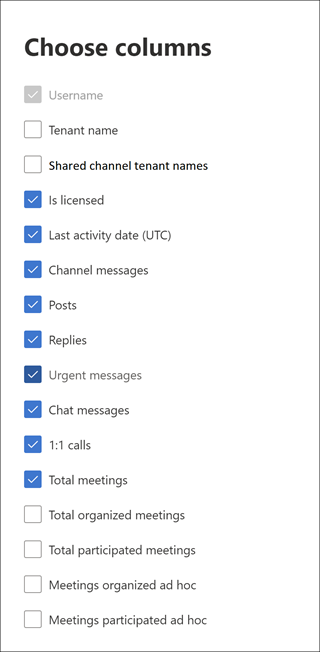 Choose columns
Username
Tenant name
Shared channel tenant names
Is licensed
Last activity date (UTC)
Channel messages
Posts
Replies
Urgent messages
Chat messages
1:1 calls
Total meetings
Total organized meetings
Total participated meetings
Meetings organized ad hoc
Meetings participated ad hoc